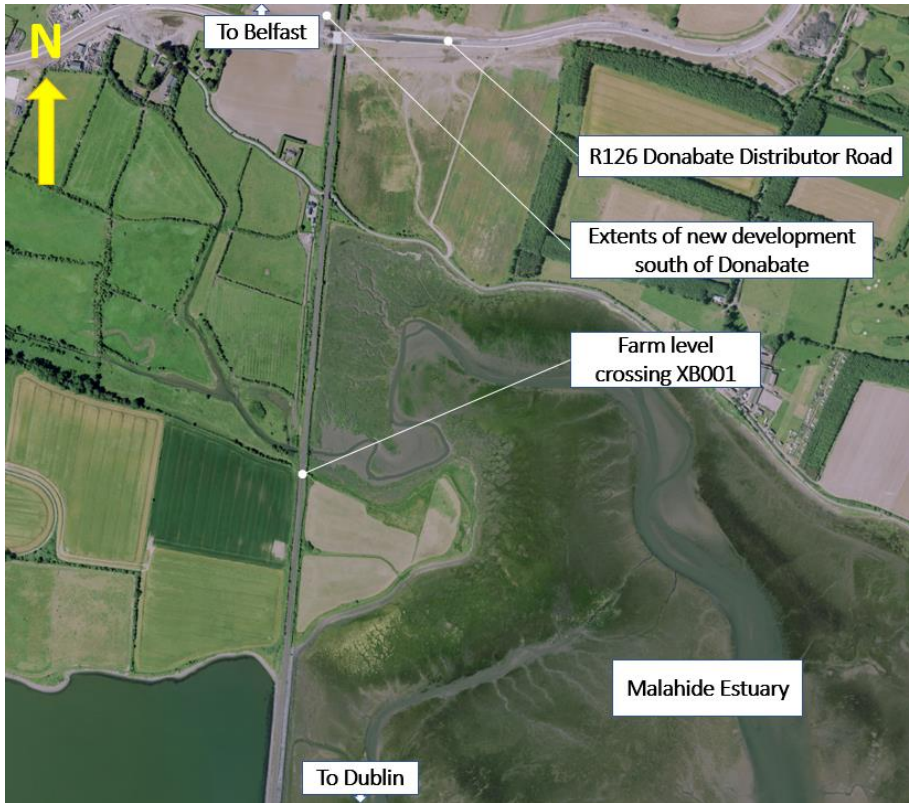 To Belfast
N
R126 Donabate Distributor Road
Extents of new development
south of Donabate
Farm level
crossing XB001
Malahide Estuary
To Dublin